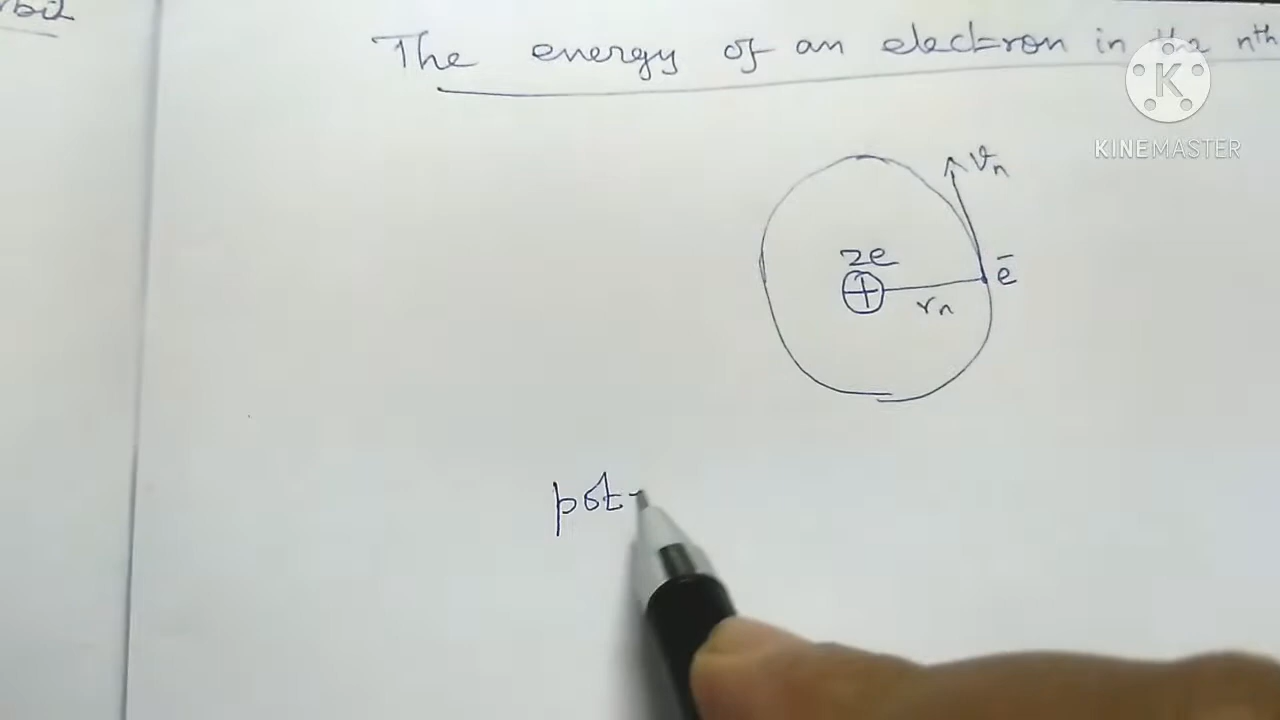 The energy of an electron in the nth
KINEMASTER
K
vn
ze
ē
rn
pot